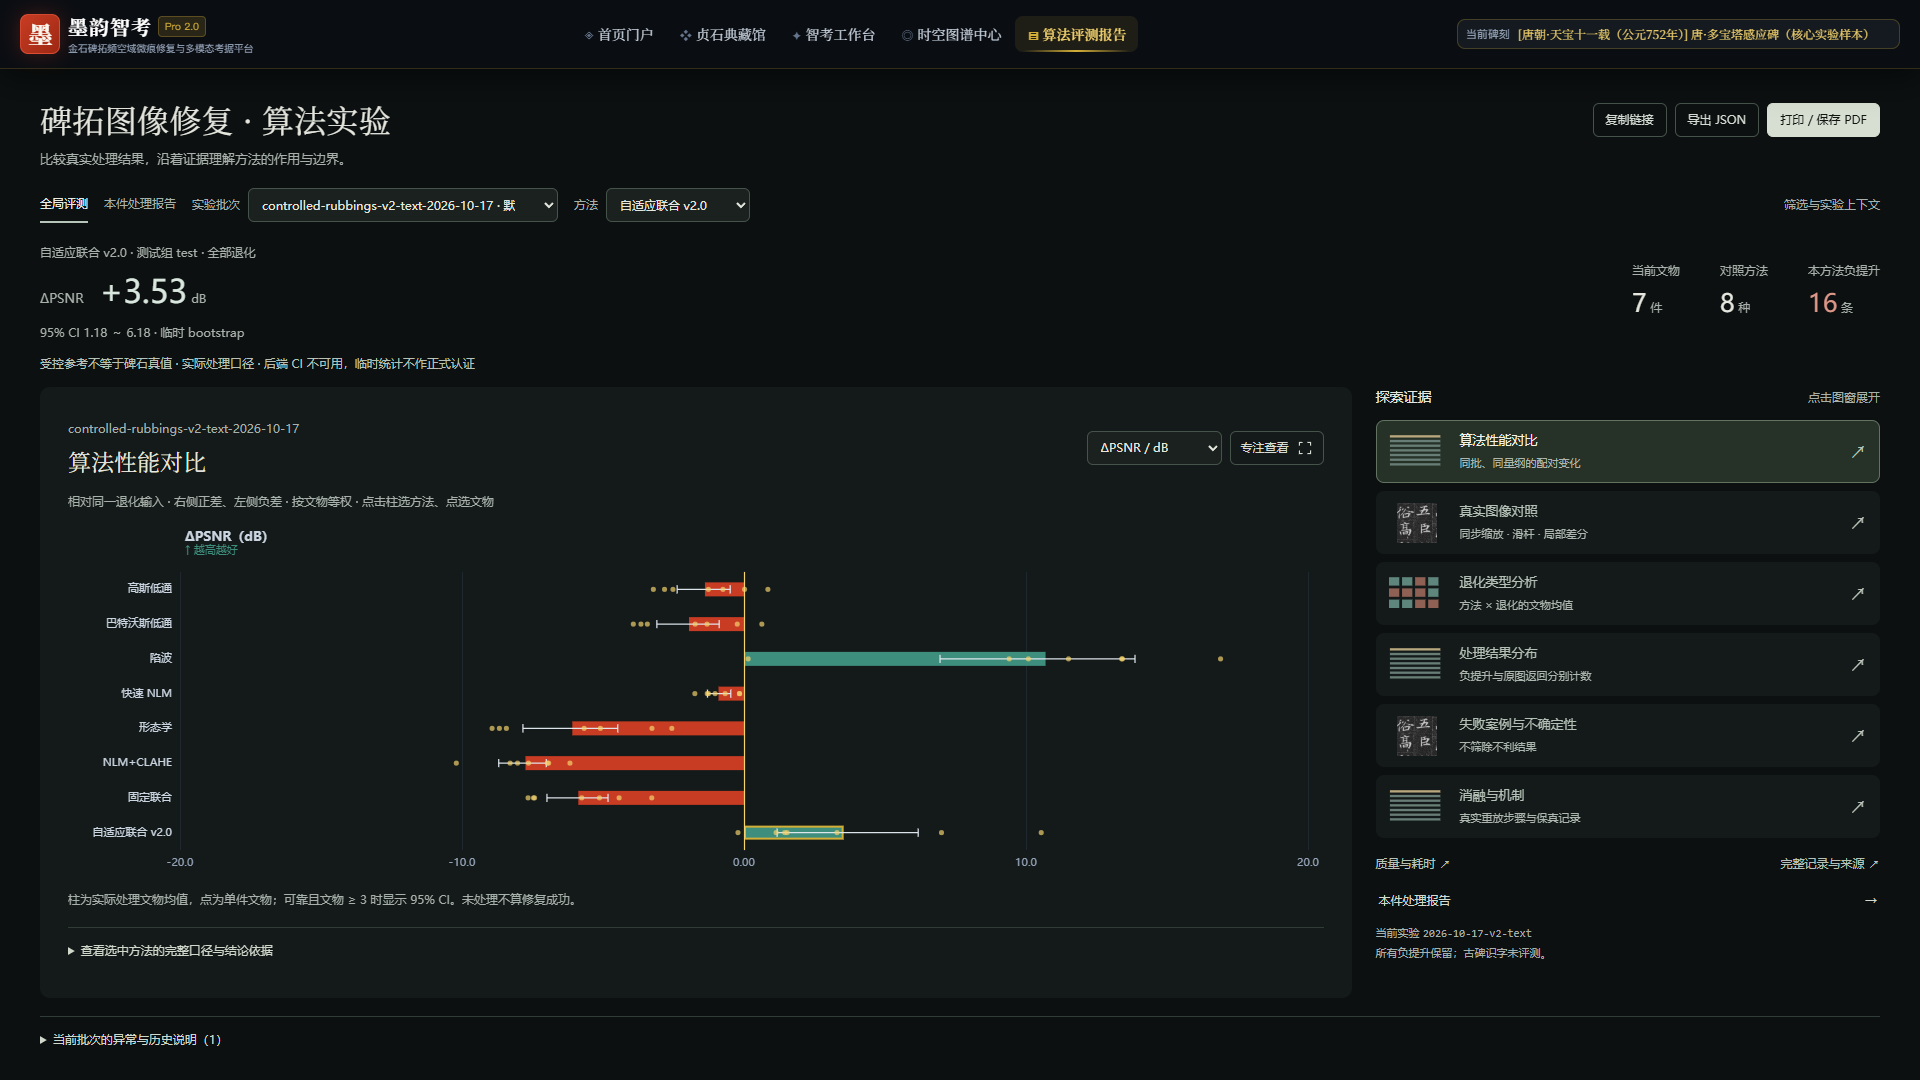 墨
墨韵智考 Pro 2.0
金石碑拓频空域微痕修复与多模态考据平台
首页门户
贞石典藏馆
智考工作台
时空图谱中心
算法评测报告
当前碑刻 [唐朝·天宝十一载（公元752年）] 唐·多宝塔感应碑（核心实验样本）
碑拓图像修复 · 算法实验
复制链接
导出 JSON
打印 / 保存 PDF
比较真实处理结果，沿着证据理解方法的作用与边界。
全局评测 本件处理报告 实验批次 controlled-rubbings-v2-text-2026-10-17 · 默 方法 自适应联合 v2.0
筛选与实验上下文
自适应联合 v2.0 · 测试组 test · 全部退化
ΔPSNR +3.53 dB
95% CI 1.18 ~ 6.18 · 临时 bootstrap
当前文物 对照方法 本方法负提升
7 件 8 种 16 条
受控参考不等于碑石真值 · 实际处理口径 · 后端 CI 不可用，临时统计不作正式认证
controlled-rubbings-v2-text-2026-10-17
算法性能对比
ΔPSNR / dB
专注查看
相对同一退化输入 · 右侧正差、左侧负差 · 按文物等权 · 点击柱选方法、点选文物
ΔPSNR (dB)
↑ 越高越好
高斯低通
巴特沃斯低通
陷波
快速 NLM
形态学
NLM+CLAHE
固定联合
自适应联合 v2.0
-20.0 -10.0 0.00 10.0 20.0
柱为实际处理文物均值，点为单件文物；可靠且文物 ≥ 3 时显示 95% CI。未处理不算修复成功。
▶ 查看选中方法的完整口径与结论依据
探索证据 点击图窗展开
算法性能对比
同批、同量纲的配对变化
俗 五
高 臣
真实图像对照
同步缩放 · 滑杆 · 局部差分
退化类型分析
方法 × 退化的文物均值
处理结果分布
负提升与原图返回分别计数
俗 五
高 臣
失败案例与不确定性
不筛除不利结果
消融与机制
真实重放步骤与保真记录
质量与耗时 ↗ 完整记录与来源 ↗
本件处理报告 →
当前实验 2026-10-17-v2-text
所有负提升保留；古碑识字未评测。
▶ 当前批次的异常与历史说明（1）